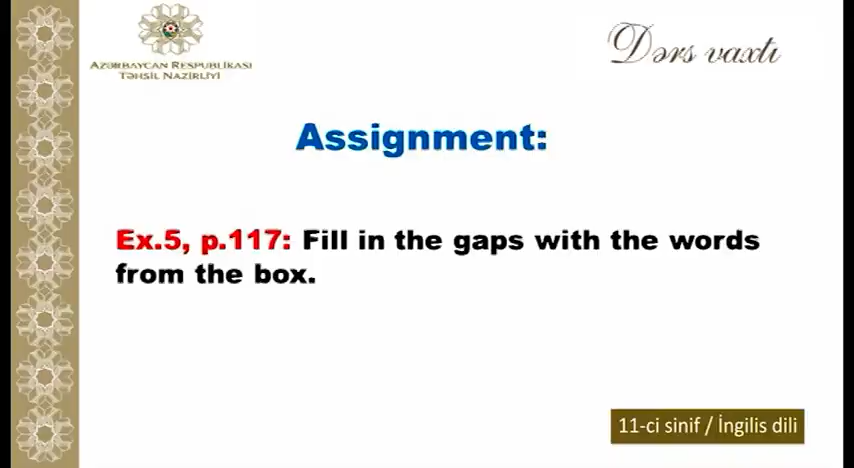 AZƏRBAYCAN RESPUBLİKASI
TƏHSİL NAZİRLİYİ
Dərs vaxtı
Assignment:
Ex.5, p.117: Fill in the gaps with the words
from the box.
11-ci sinif / İngilis dili